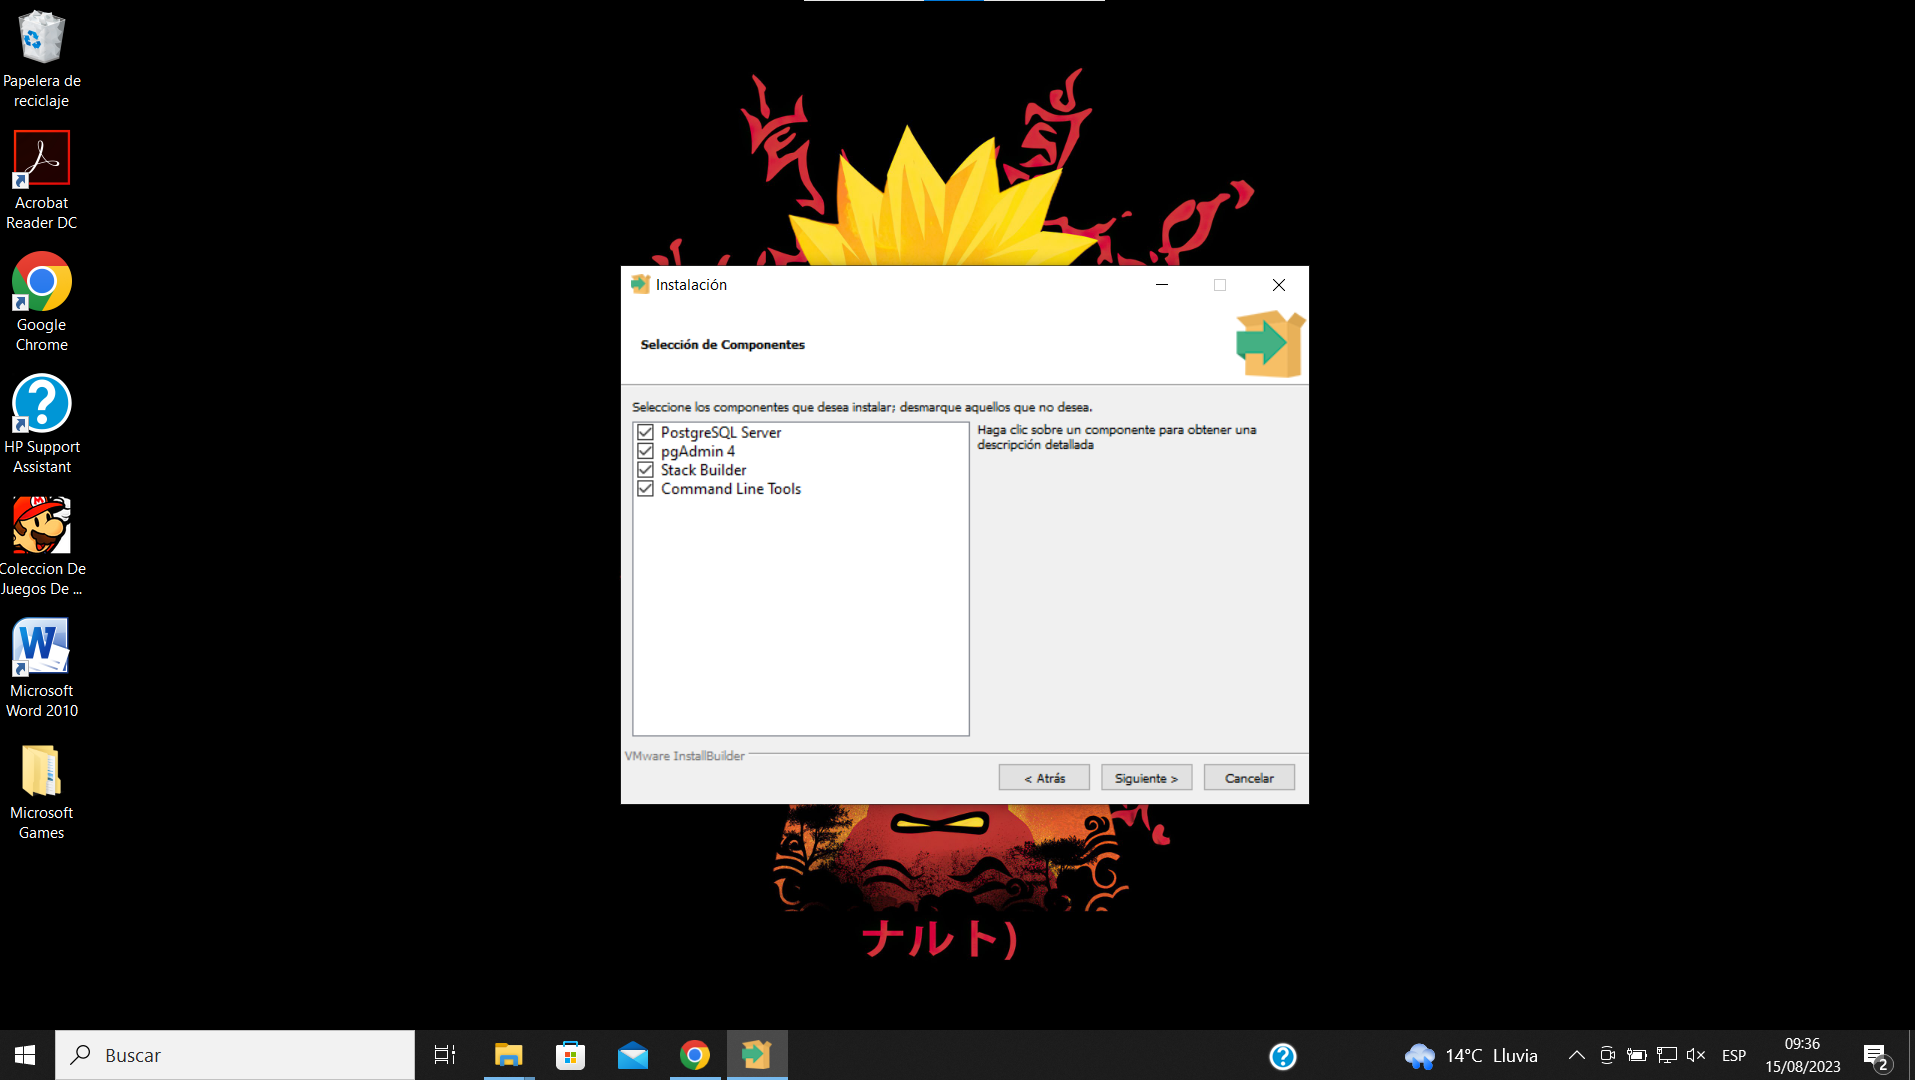 Papelera de
reciclaje
Acrobat
Reader DC
Google
Chrome
HP Support
Assistant
Coleccion De
Juegos De ...
Microsoft
Word 2010
Microsoft
Games
Instalación
Selección de Componentes
Seleccione los componentes que desea instalar; desmarque aquellos que no desea.
PostgreSQL Server
pgAdmin 4
Stack Builder
Command Line Tools
Haga clic sobre un componente para obtener una
descripción detallada
VMware InstallBuilder
< Atrás
Siguiente >
Cancelar
ナルト)
Buscar
14°C Lluvia
ESP
09:36
15/08/2023
2